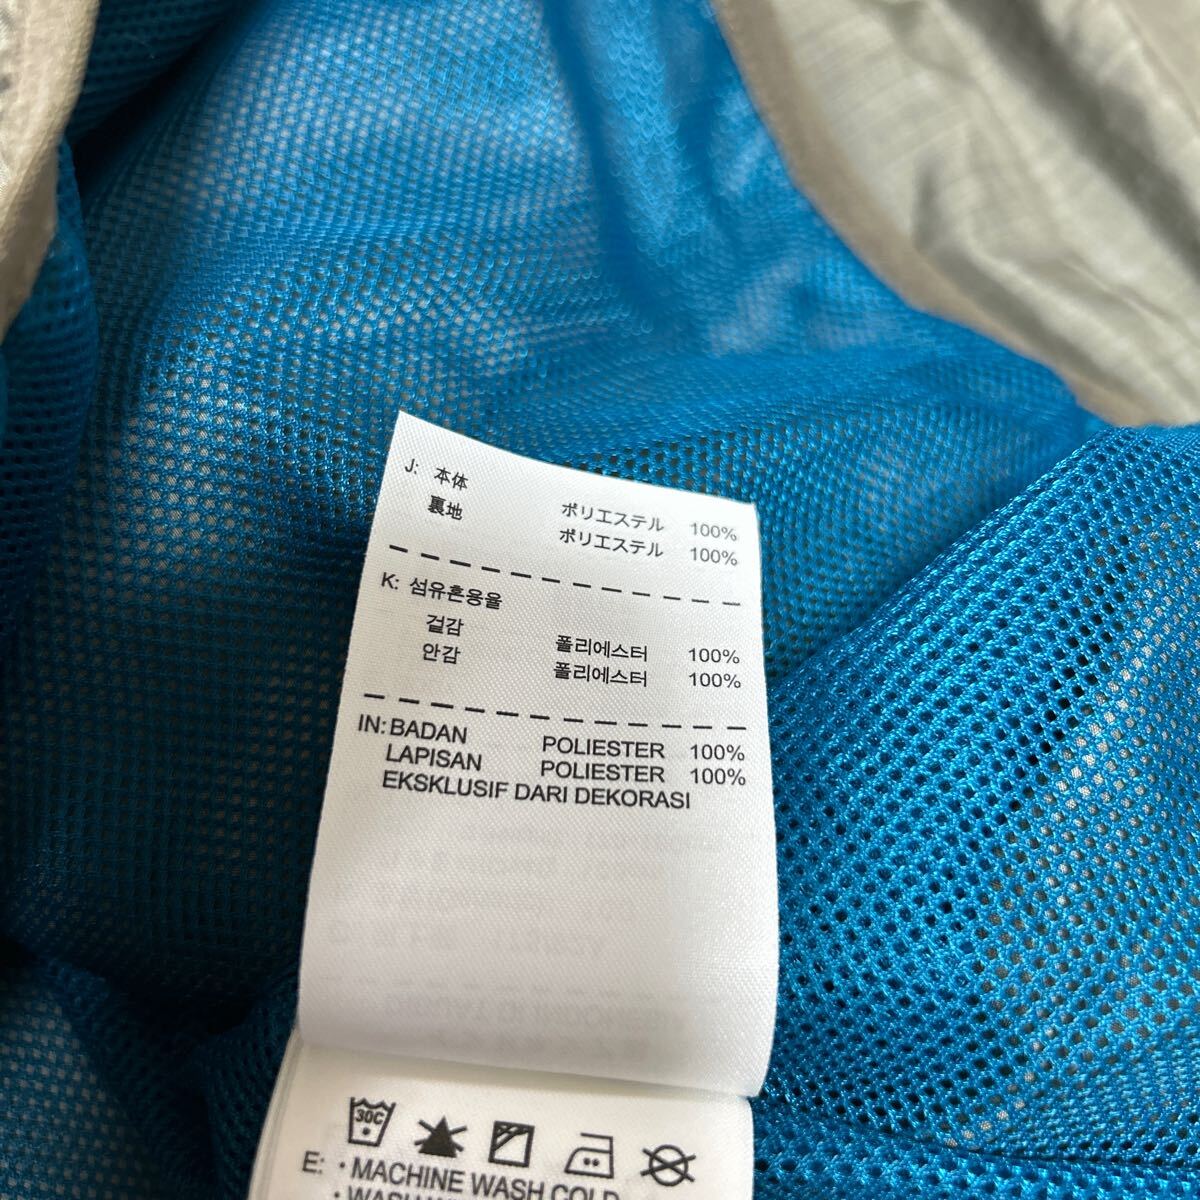 J: 本体 ポリエステル 100%
裏地 ポリエステル 100%
K: 섬유혼용율
겉감 폴리에스터 100%
안감 폴리에스터 100%
IN: BADAN POLIESTER 100%
LAPISAN POLIESTER 100%
EKSKLUSIF DARI DEKORASI
30C
E: · MACHINE WASH COLD